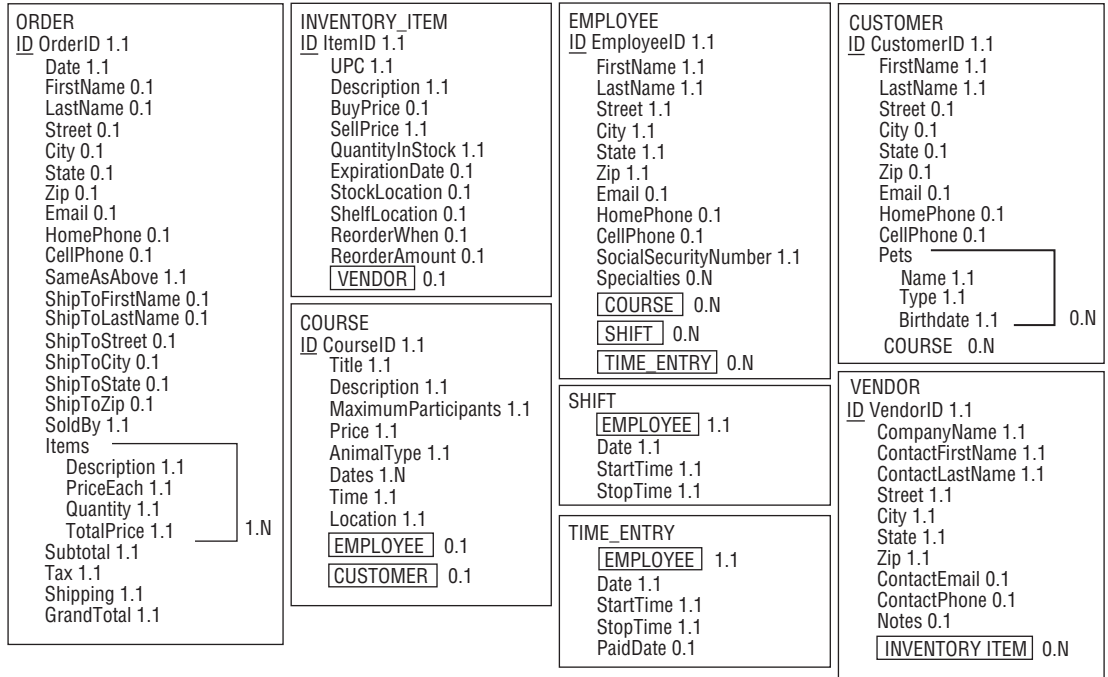 ORDER
ID OrderID 1.1
Date 1.1
FirstName 0.1
LastName 0.1
Street 0.1
City 0.1
State 0.1
Zip 0.1
Email 0.1
HomePhone 0.1
CellPhone 0.1
SameAsAbove 1.1
ShipToFirstName 0.1
ShipToLastName 0.1
ShipToStreet 0.1
ShipToCity 0.1
ShipToState 0.1
ShipToZip 0.1
SoldBy 1.1
Items
Description 1.1
PriceEach 1.1
Quantity 1.1
TotalPrice 1.1 1.N
Subtotal 1.1
Tax 1.1
Shipping 1.1
GrandTotal 1.1
INVENTORY_ITEM
ID ItemID 1.1
UPC 1.1
Description 1.1
BuyPrice 0.1
SellPrice 1.1
QuantityInStock 1.1
ExpirationDate 0.1
StockLocation 0.1
ShelfLocation 0.1
ReorderWhen 0.1
ReorderAmount 0.1
VENDOR 0.1
COURSE
ID CourseID 1.1
Title 1.1
Description 1.1
MaximumParticipants 1.1
Price 1.1
AnimalType 1.1
Dates 1.N
Time 1.1
Location 1.1
EMPLOYEE 0.1
CUSTOMER 0.1
EMPLOYEE
ID EmployeeID 1.1
FirstName 1.1
LastName 1.1
Street 1.1
City 1.1
State 1.1
Zip 1.1
Email 0.1
HomePhone 0.1
CellPhone 0.1
SocialSecurityNumber 1.1
Specialties 0.N
COURSE 0.N
SHIFT 0.N
TIME_ENTRY 0.N
SHIFT
EMPLOYEE 1.1
Date 1.1
StartTime 1.1
StopTime 1.1
TIME_ENTRY
EMPLOYEE 1.1
Date 1.1
StartTime 1.1
StopTime 1.1
PaidDate 0.1
CUSTOMER
ID CustomerID 1.1
FirstName 1.1
LastName 1.1
Street 0.1
City 0.1
State 0.1
Zip 0.1
Email 0.1
HomePhone 0.1
CellPhone 0.1
Pets
Name 1.1
Type 1.1
Birthdate 1.1 0.N
COURSE 0.N
VENDOR
ID VendorID 1.1
CompanyName 1.1
ContactFirstName 1.1
ContactLastName 1.1
Street 1.1
City 1.1
State 1.1
Zip 1.1
ContactEmail 0.1
ContactPhone 0.1
Notes 0.1
INVENTORY ITEM 0.N